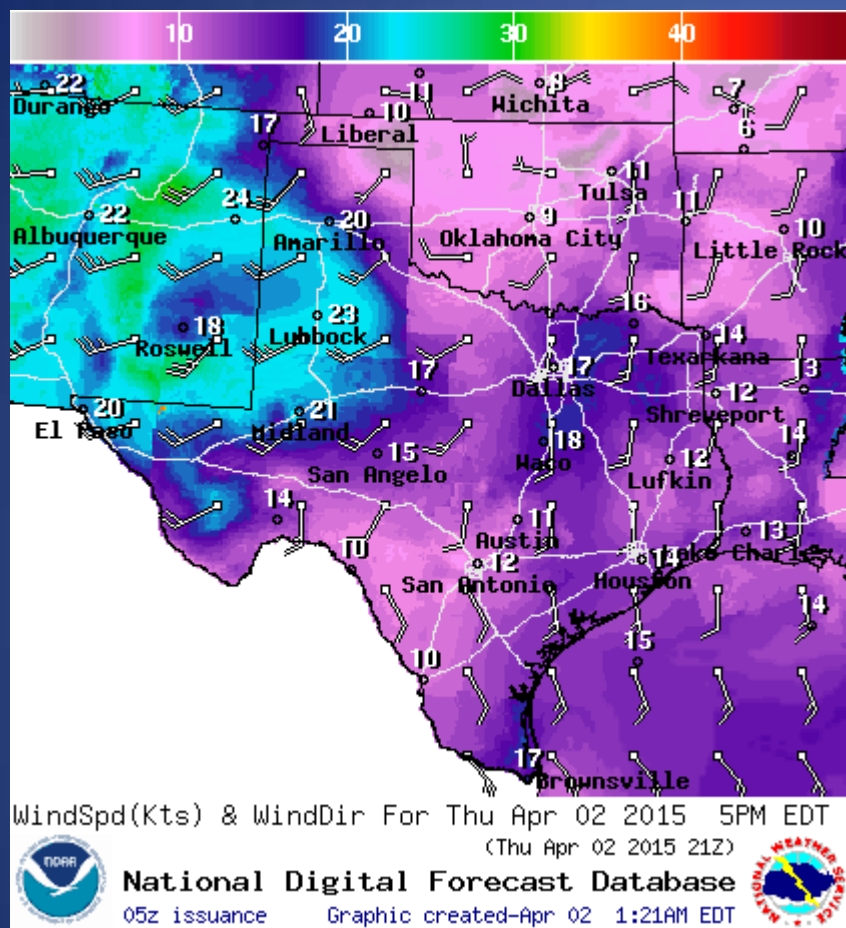 10 20 30 40
22 11 9 7
Durango Wichita
10
Liberal
17 6
11
Tulsa
22 24 20 9 11 10
Albuquerque Amarillo Oklahoma City Little Rock
18 23 16 14
Roswell Lubbock Texarkana
17 17 13
Dallas
20 21 12
El Paso Midland Shreveport
15 18 14
San Angelo Waco 12
Lufkin
14 11 13
Austin
10 12 14 Lake Charles
San Antonio Houston
14
15
10
17
Brownsville
WindSpd(Kts) & WindDir For Thu Apr 02 2015 5PM EDT
(Thu Apr 02 2015 21Z)
NOAA
National Digital Forecast Database
05z issuance Graphic created-Apr 02 1:21AM EDT
NATIONAL WEATHER SERVICE